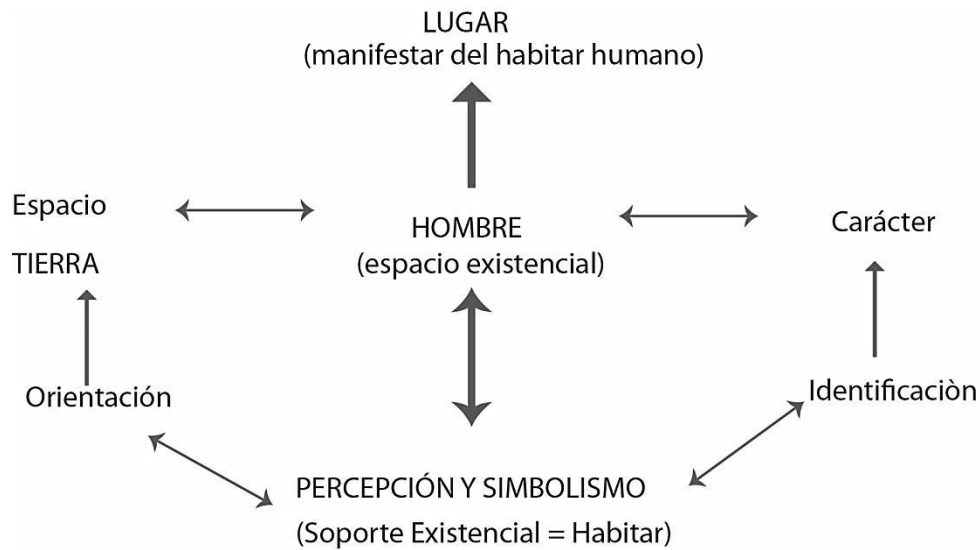 LUGAR
(manifestar del habitar humano)
Espacio
HOMBRE
Carácter
TIERRA
(espacio existencial)
Orientación
Identificaciòn
PERCEPCIÓN Y SIMBOLISMO
(Soporte Existencial = Habitar)